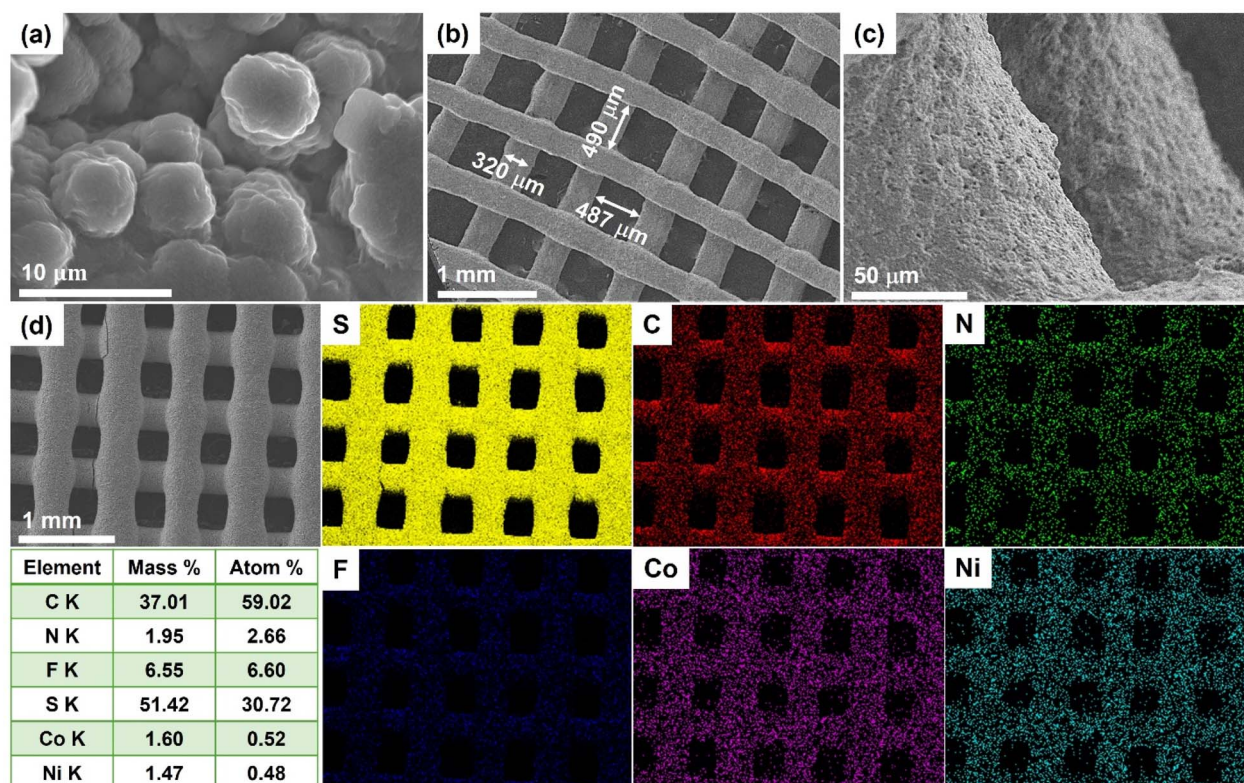 (a)
10 μm
(b)
490 μm
320 μm
487 μm
1 mm
(c)
50 μm
(d)
1 mm
S
C
N
Element Mass % Atom %
C K 37.01 59.02
N K 1.95 2.66
F K 6.55 6.60
S K 51.42 30.72
Co K 1.60 0.52
Ni K 1.47 0.48
F
Co
Ni